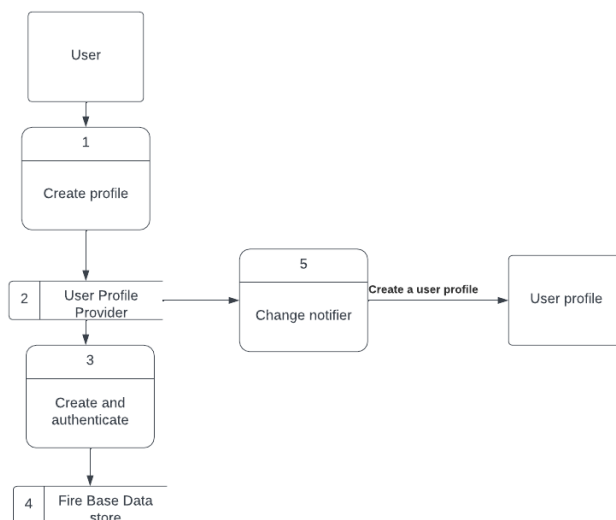 User
1
Create profile
2
User Profile
Provider
5
Change notifier
Create a user profile
User profile
3
Create and
authenticate
4
Fire Base Data
store